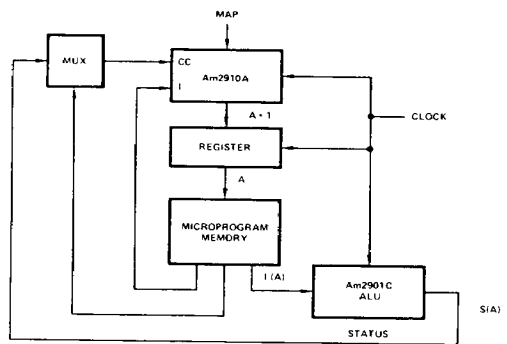 MAP
MUX
CC
Am2910A
I
A + 1
CLOCK
REGISTER
A
MICROPROGRAM
MEMORY
I (A)
Am2901C
ALU
S(A)
STATUS